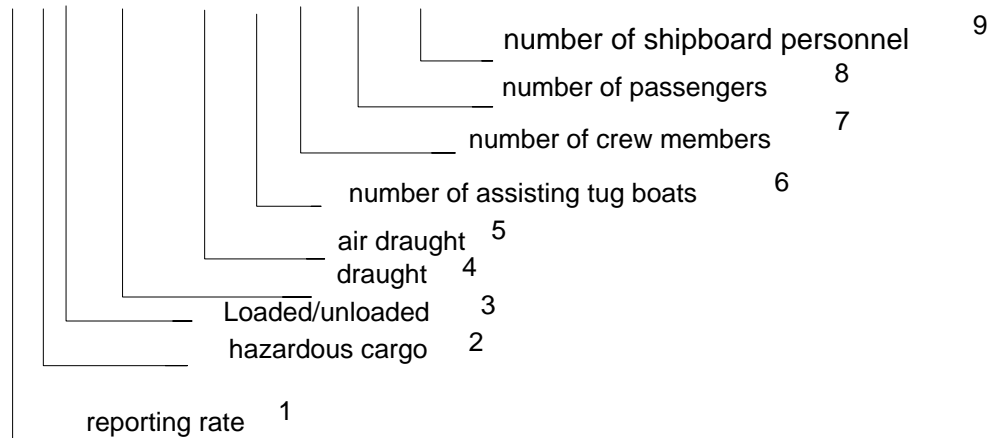 number of shipboard personnel 9
number of passengers 8
number of crew members 7
number of assisting tug boats 6
air draught 5
draught 4
Loaded/unloaded 3
hazardous cargo 2
reporting rate 1